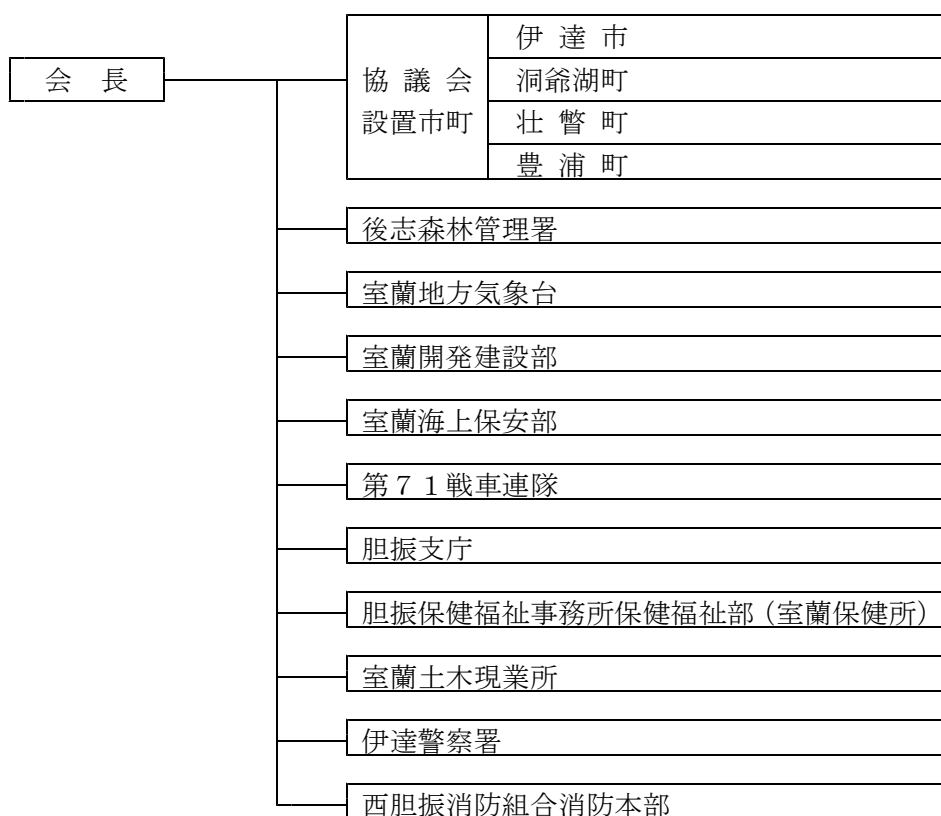 会 長
協 議 会
設置市町
伊 達 市
洞爺湖町
壮 瞥 町
豊 浦 町
後志森林管理署
室蘭地方気象台
室蘭開発建設部
室蘭海上保安部
第７１戦車連隊
胆振支庁
胆振保健福祉事務所保健福祉部（室蘭保健所）
室蘭土木現業所
伊達警察署
西胆振消防組合消防本部